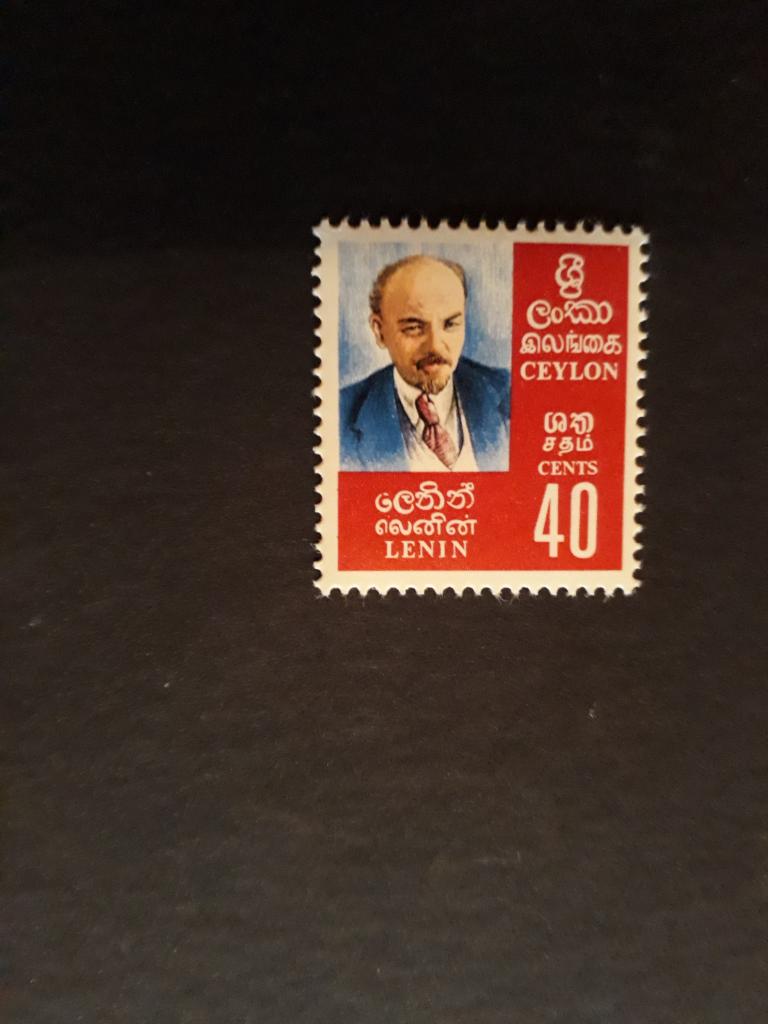 ශ්‍රී
ලංකා
இலங்கை
CEYLON
ශත
சதம்
CENTS
40
ලෙනින්
லெனின்
LENIN